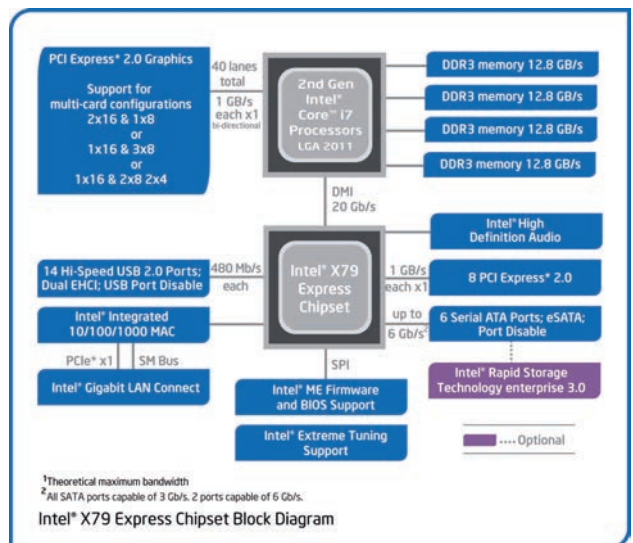 PCI Express* 2.0 Graphics
Support for
multi-card configurations
2x16 & 1x8
or
1x16 & 3x8
or
1x16 & 2x8 2x4
40 lanes
total
1 GB/s
each x1
bi-directional
2nd Gen
Intel®
Core™ i7
Processors
LGA 2011
DDR3 memory 12.8 GB/s
DDR3 memory 12.8 GB/s
DDR3 memory 12.8 GB/s
DDR3 memory 12.8 GB/s
DMI
20 Gb/s
Intel® High
Definition Audio
14 Hi-Speed USB 2.0 Ports;
Dual EHCI; USB Port Disable
480 Mb/s
each
Intel® X79
Express
Chipset
1 GB/s
each x1
8 PCI Express* 2.0
Intel® Integrated
10/100/1000 MAC
up to
6 Gb/s²
6 Serial ATA Ports; eSATA;
Port Disable
PCIe* x1
SM Bus
SPI
Intel® Gigabit LAN Connect
Intel® ME Firmware
and BIOS Support
Intel® Rapid Storage
Technology enterprise 3.0
Intel® Extreme Tuning
Support
Optional
¹Theoretical maximum bandwidth
²All SATA ports capable of 3 Gb/s. 2 ports capable of 6 Gb/s.
Intel® X79 Express Chipset Block Diagram